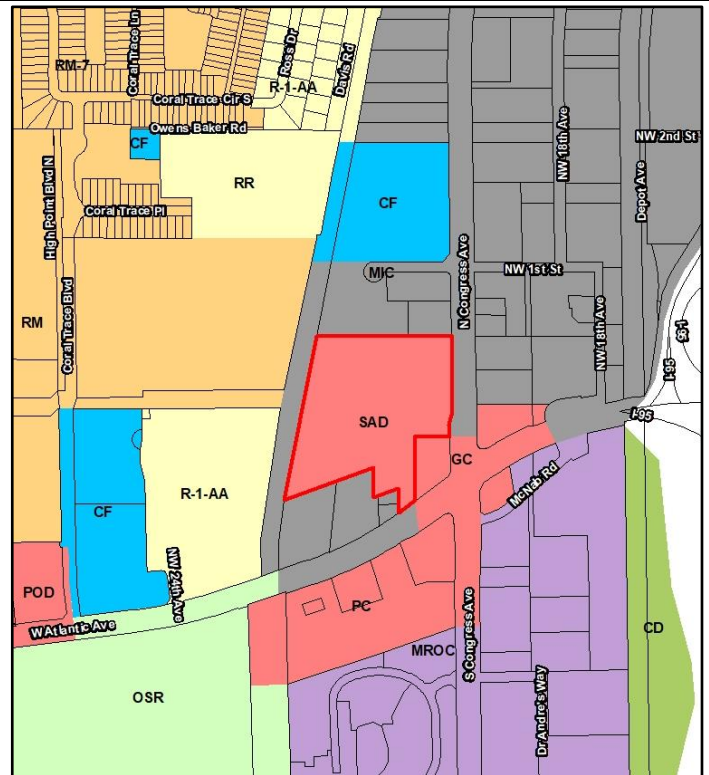 Coral Trace Ln
RM-7
Ross Dr
R-1-AA
Davis Rd
Coral Trace Cir S
Owens Baker Rd
CF
RR
CF
NW 18th Ave
NW 2nd St
Depot Ave
High Point Blvd N
Coral Trace Pl
MIC
NW 1st St
N Congress Ave
I-95
I-95
RM
Coral Trace Blvd
NW 18th Ave
SAD
I-95
GC
McNab Rd
R-1-AA
CF
NW 24th Ave
POD
W Atlantic Ave
PC
MROC
S Congress Ave
CD
OSR
Dr Andre's Way